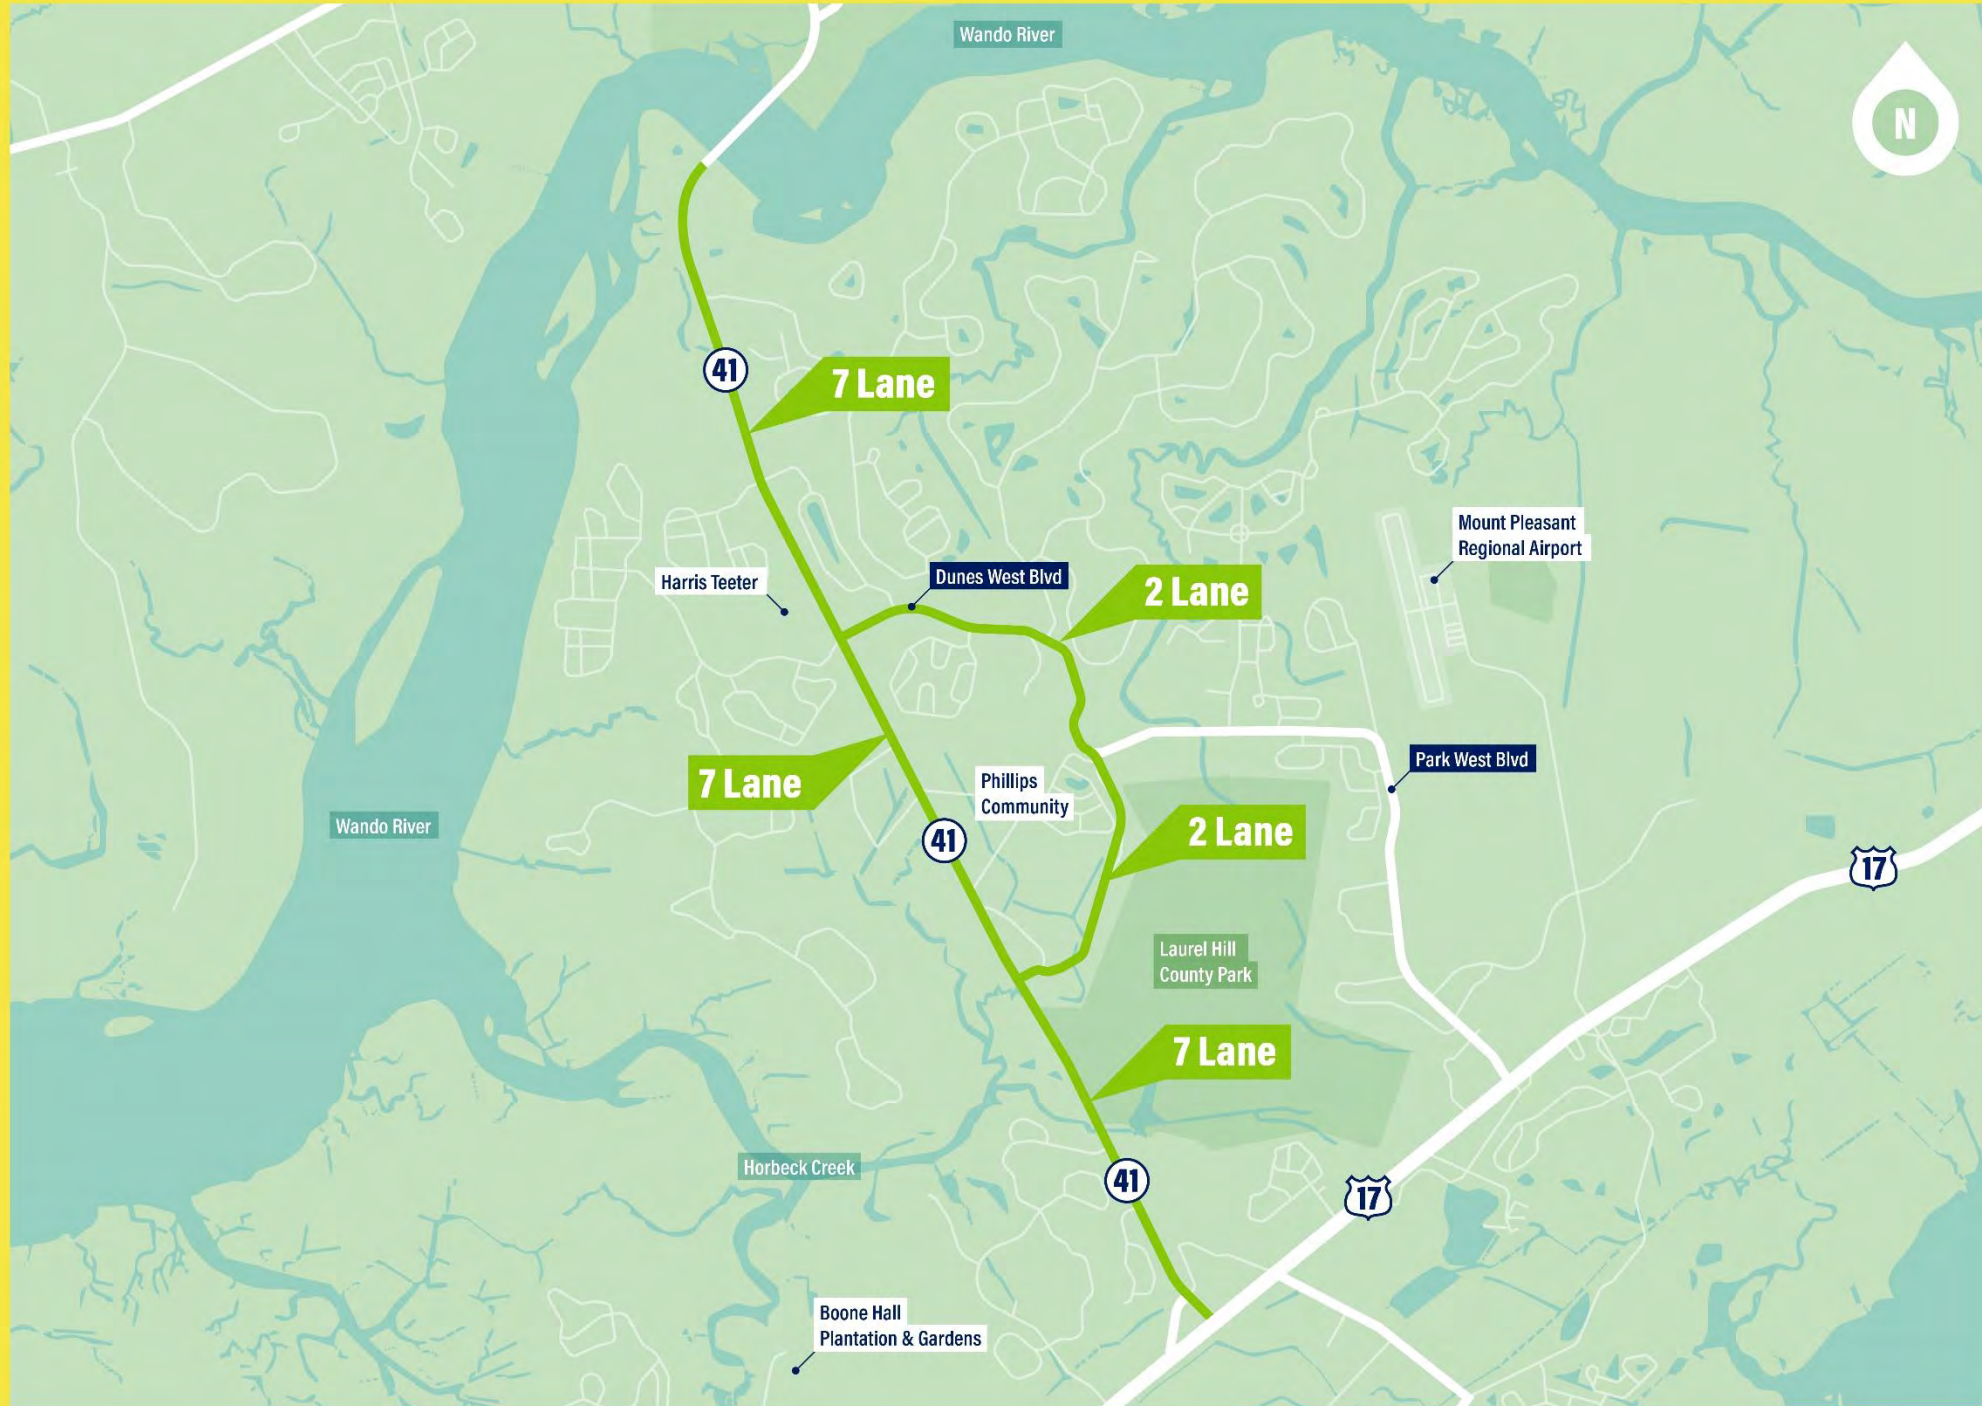 Wando River
N
41
7 Lane
Mount Pleasant
Regional Airport
Harris Teeter
Dunes West Blvd
2 Lane
7 Lane
Phillips
Community
Park West Blvd
Wando River
41
2 Lane
17
Laurel Hill
County Park
7 Lane
Horbeck Creek
41
17
Boone Hall
Plantation & Gardens